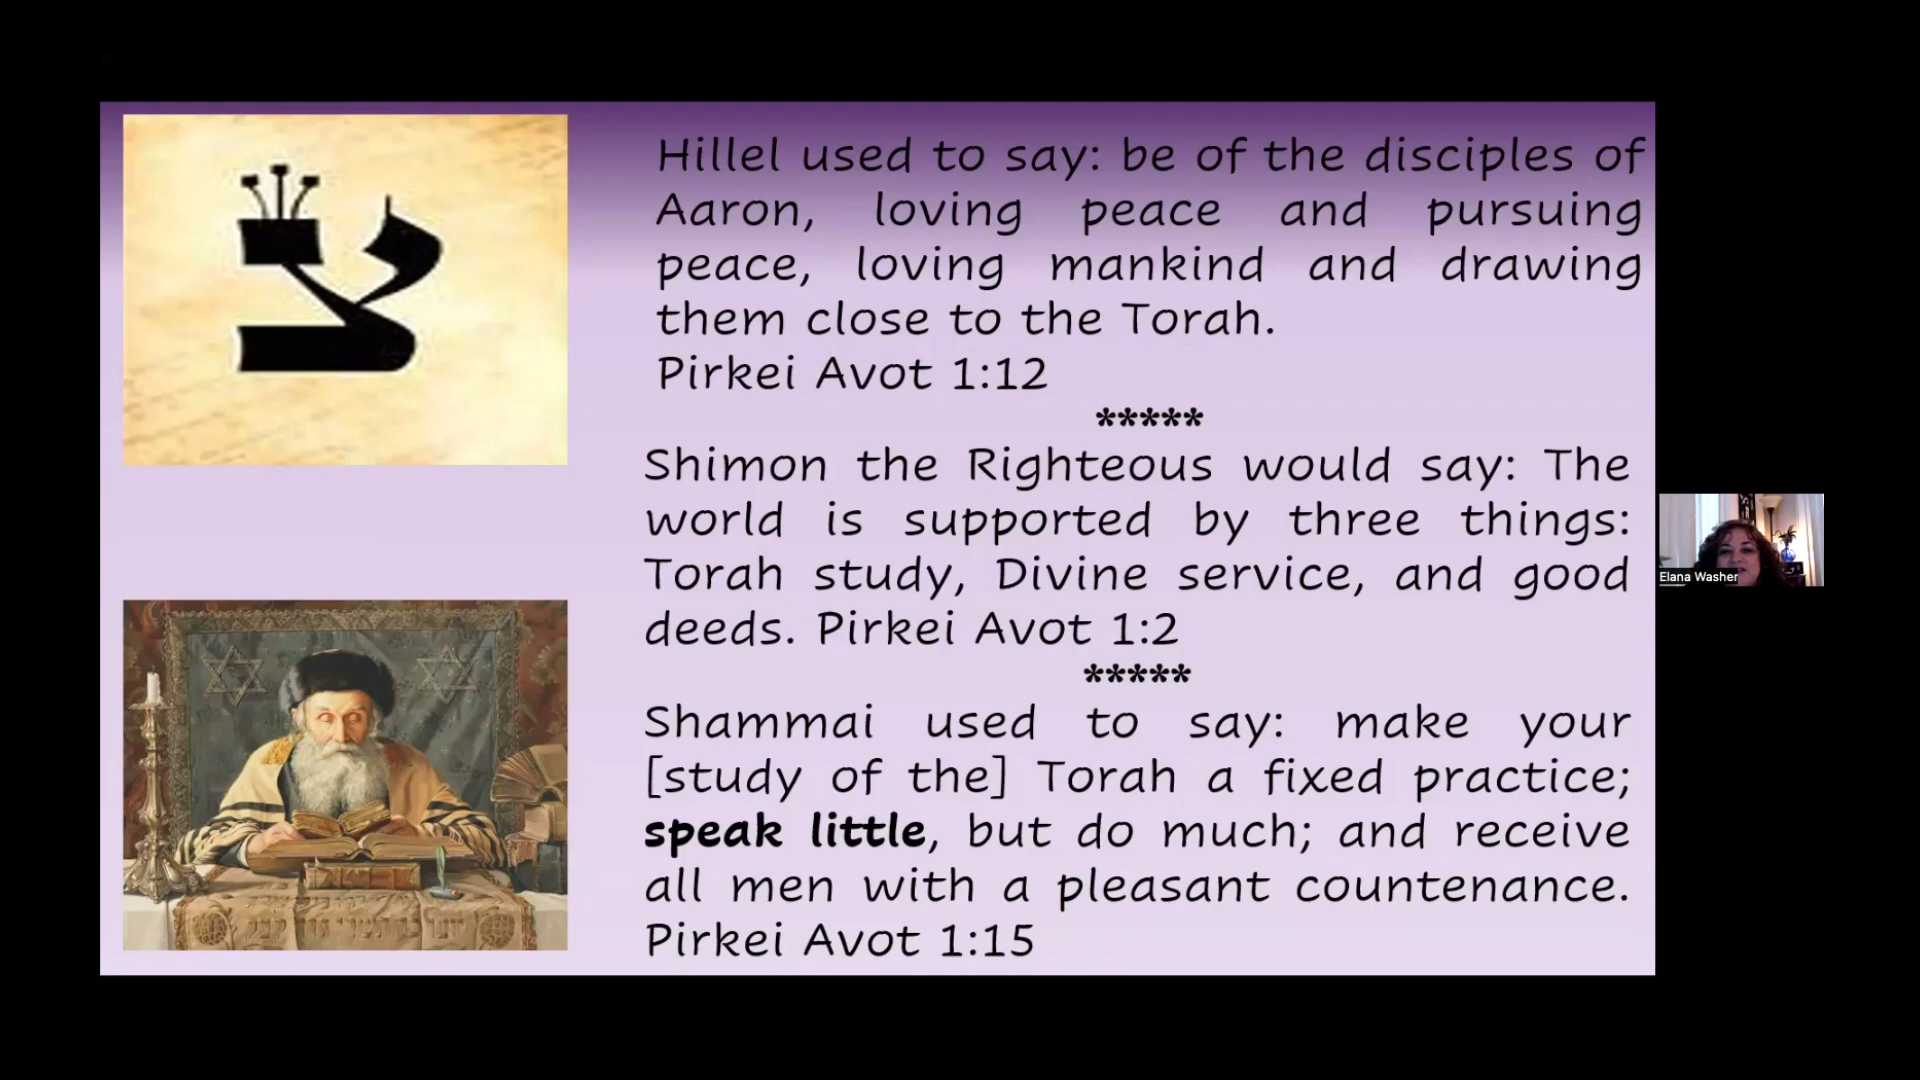 צ
Hillel used to say: be of the disciples of
Aaron, loving peace and pursuing
peace, loving mankind and drawing
them close to the Torah.
Pirkei Avot 1:12
*****
Shimon the Righteous would say: The
world is supported by three things:
Torah study, Divine service, and good
deeds. Pirkei Avot 1:2
*****
Shammai used to say: make your
[study of the] Torah a fixed practice;
speak little, but do much; and receive
all men with a pleasant countenance.
Pirkei Avot 1:15
Elana Washer